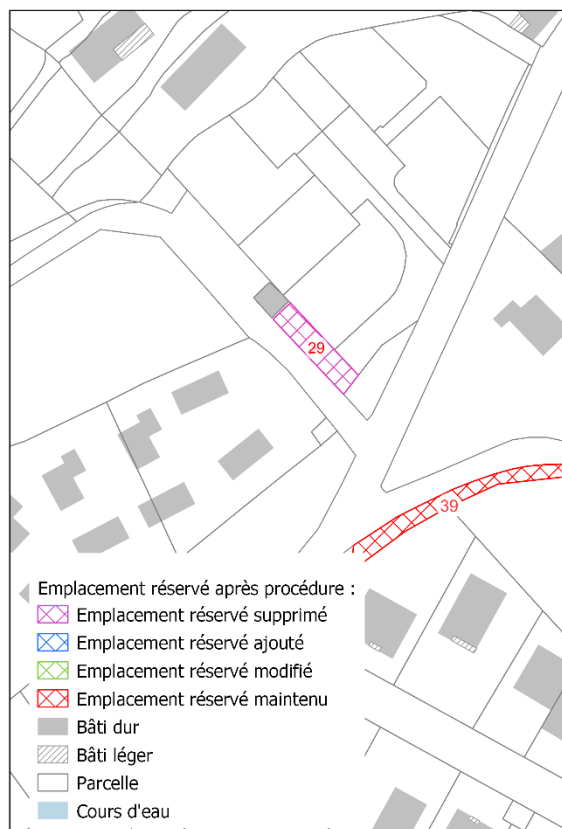 29
39
Emplacement réservé après procédure :
Emplacement réservé supprimé
Emplacement réservé ajouté
Emplacement réservé modifié
Emplacement réservé maintenu
Bâti dur
Bâti léger
Parcelle
Cours d'eau